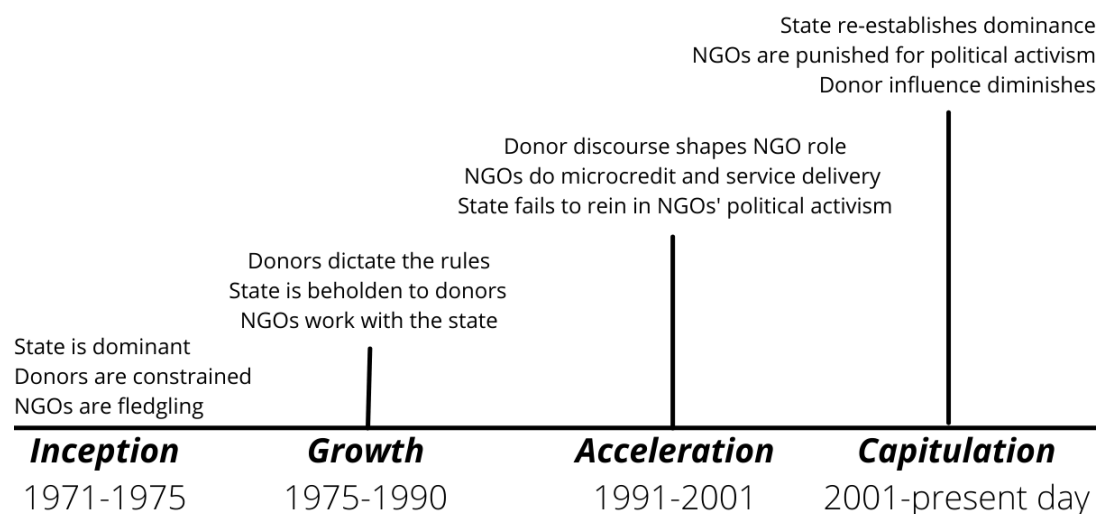 State re-establishes dominance
NGOs are punished for political activism
Donor influence diminishes
Donor discourse shapes NGO role
NGOs do microcredit and service delivery
State fails to rein in NGOs' political activism
Donors dictate the rules
State is beholden to donors
NGOs work with the state
State is dominant
Donors are constrained
NGOs are fledgling
Inception
Growth
Acceleration
Capitulation
1971-1975
1975-1990
1991-2001
2001-present day